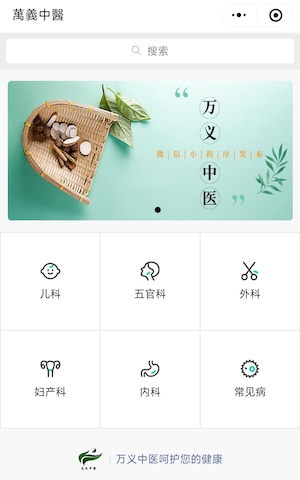 萬義中醫
搜索
万
义
中
医
微|信|小|程|序|发|布
儿科
五官科
外科
妇产科
内科
常见病
万义中医呵护您的健康